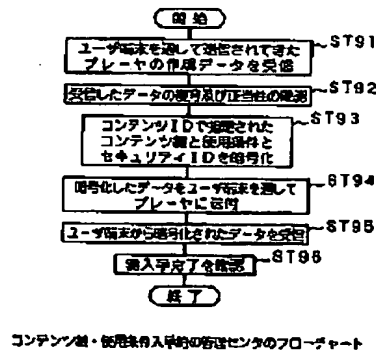 開始
ST91
ユーザ端末を通して送信されてきた
プレーヤの作成データを受信
ST92
受信したデータの復号及び正当性の確認
ST93
コンテンツIDで指定された
コンテンツ鍵と使用条件と
セキュリティIDを暗号化
ST94
暗号化したデータをユーザ端末を通して
プレーヤに送付
ST95
ユーザ端末から暗号化されたデータを受信
ST96
鍵入手完了を確認
終了
コンテンツ鍵・使用条件入手時の管理センタのフローチャート